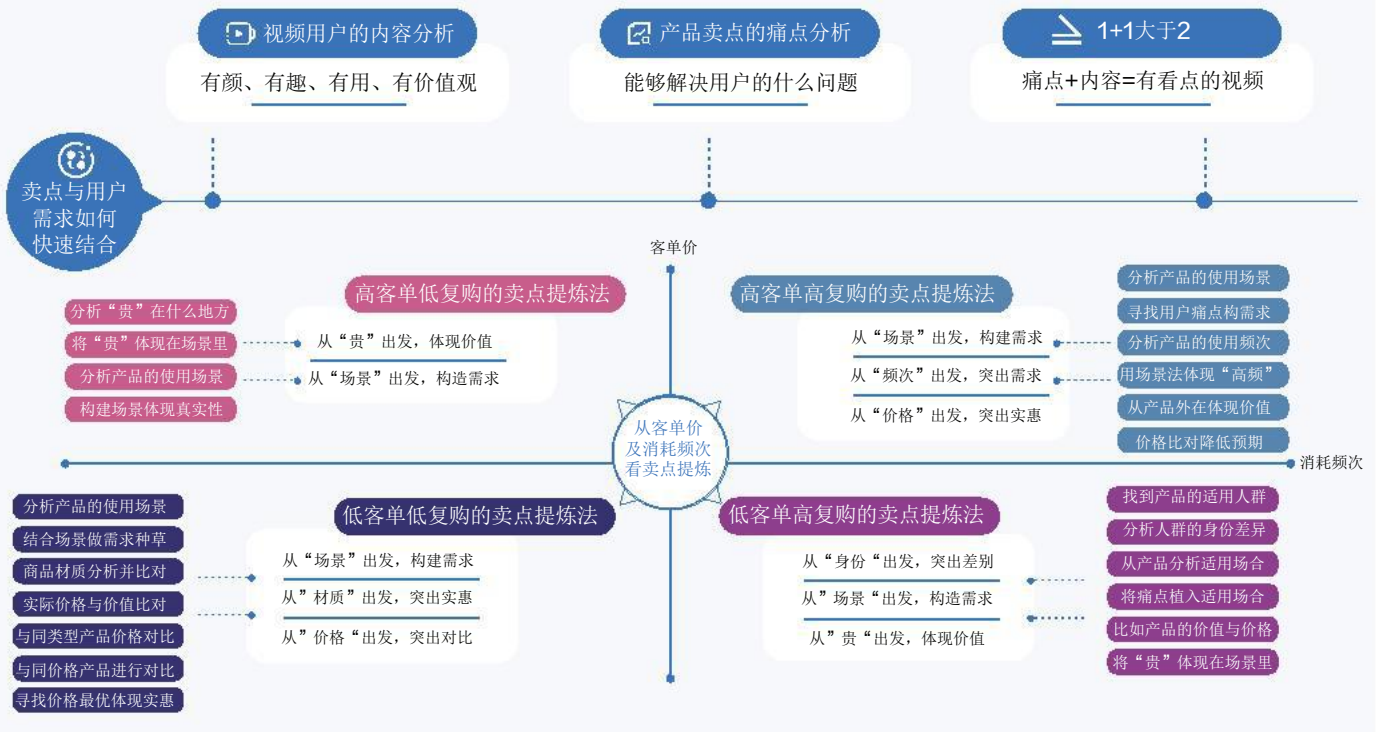 视频用户的内容分析
有颜、有趣、有用、有价值观
产品卖点的痛点分析
能够解决用户的什么问题
1+1大于2
痛点+内容=有看点的视频
卖点与用户
需求如何
快速结合
客单价
高客单低复购的卖点提炼法
分析“贵”在什么地方
将“贵”体现在场景里
分析产品的使用场景
构建场景体现真实性
从“贵”出发，体现价值
从“场景”出发，构造需求
高客单高复购的卖点提炼法
从“场景”出发，构建需求
从“频次”出发，突出需求
从“价格”出发，突出实惠
分析产品的使用场景
寻找用户痛点构需求
分析产品的使用频次
用场景法体现“高频”
从产品外在体现价值
价格比对降低预期
从客单价
及消耗频次
看卖点提炼
消耗频次
分析产品的使用场景
结合场景做需求种草
商品材质分析并比对
实际价格与价值比对
与同类型产品价格对比
与同价格产品进行对比
寻找价格最优体现实惠
低客单低复购的卖点提炼法
从“场景”出发，构建需求
从”材质”出发，突出实惠
从”价格“出发，突出对比
低客单高复购的卖点提炼法
从“身份“出发，突出差别
从”场景“出发，构造需求
从”贵“出发，体现价值
找到产品的适用人群
分析人群的身份差异
从产品分析适用场合
将痛点植入适用场合
比如产品的价值与价格
将“贵”体现在场景里